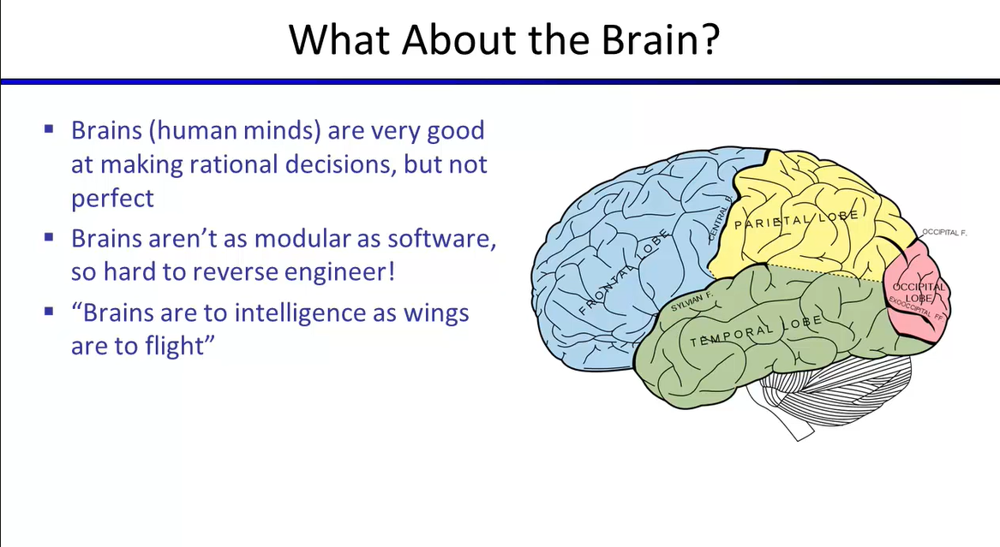 What About the Brain?
▪ Brains (human minds) are very good
at making rational decisions, but not
perfect
▪ Brains aren’t as modular as software,
so hard to reverse engineer!
▪ “Brains are to intelligence as wings
are to flight”
FRONTAL LOBE
CENTRAL F.
PARIETAL LOBE
OCCIPITAL F.
OCCIPITAL
LOBE
EXOOCCIPITAL FF.
SYLVIAN F.
TEMPORAL LOBE